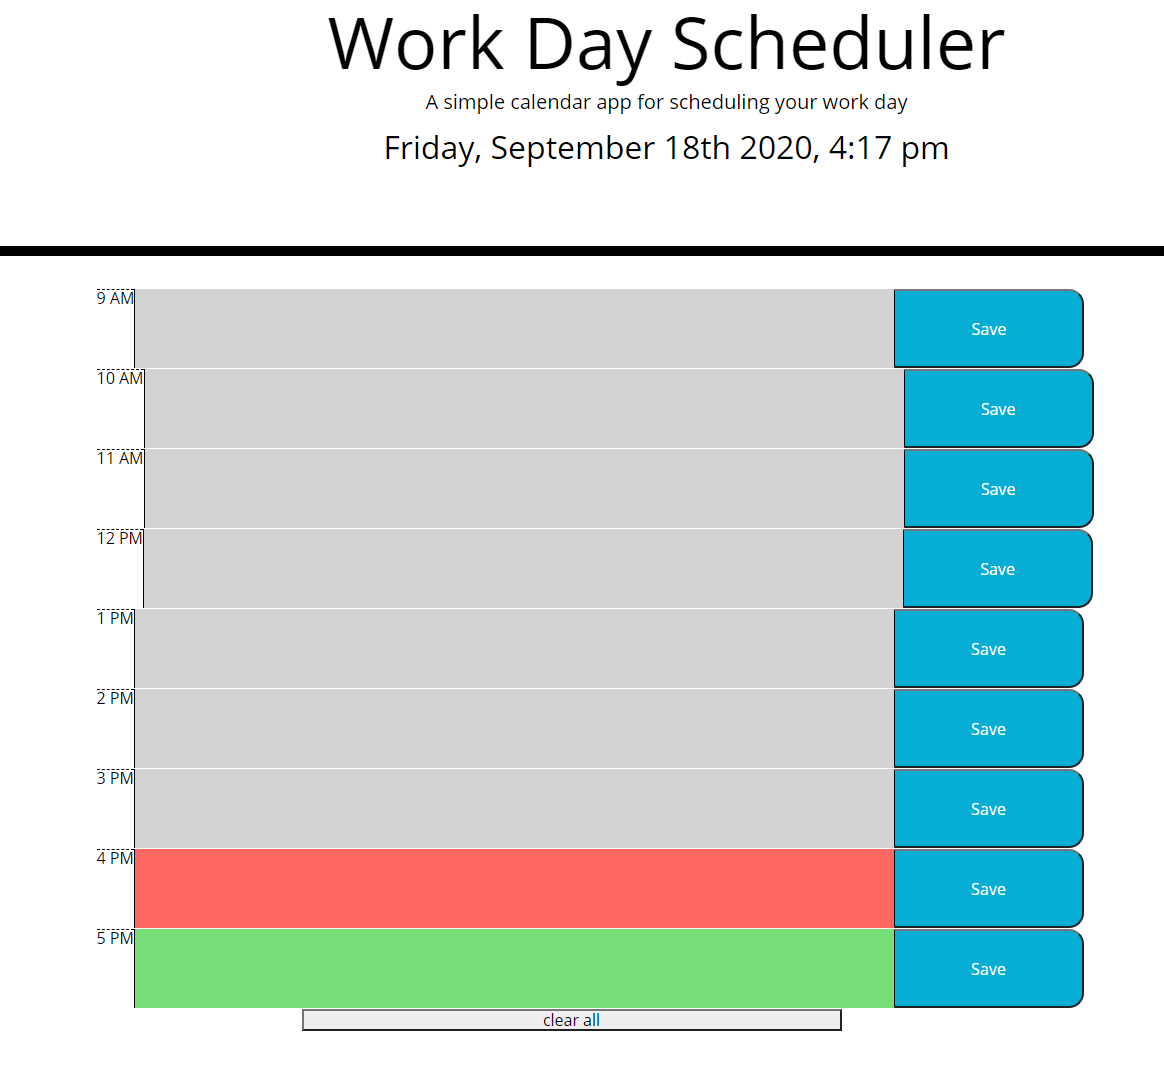 Work Day Scheduler
A simple calendar app for scheduling your work day
Friday, September 18th 2020, 4:17 pm
9 AM Save
10 AM Save
11 AM Save
12 PM Save
1 PM Save
2 PM Save
3 PM Save
4 PM Save
5 PM Save
clear all